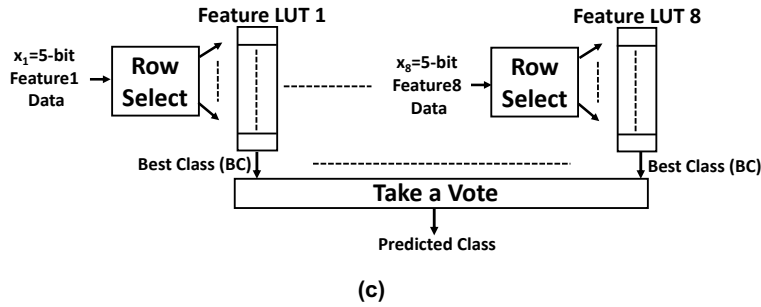 Feature LUT 1
Feature LUT 8
x₁=5-bit
Feature1
Data
Row
Select
x₈=5-bit
Feature8
Data
Row
Select
Best Class (BC)
Best Class (BC)
Take a Vote
Predicted Class
(c)